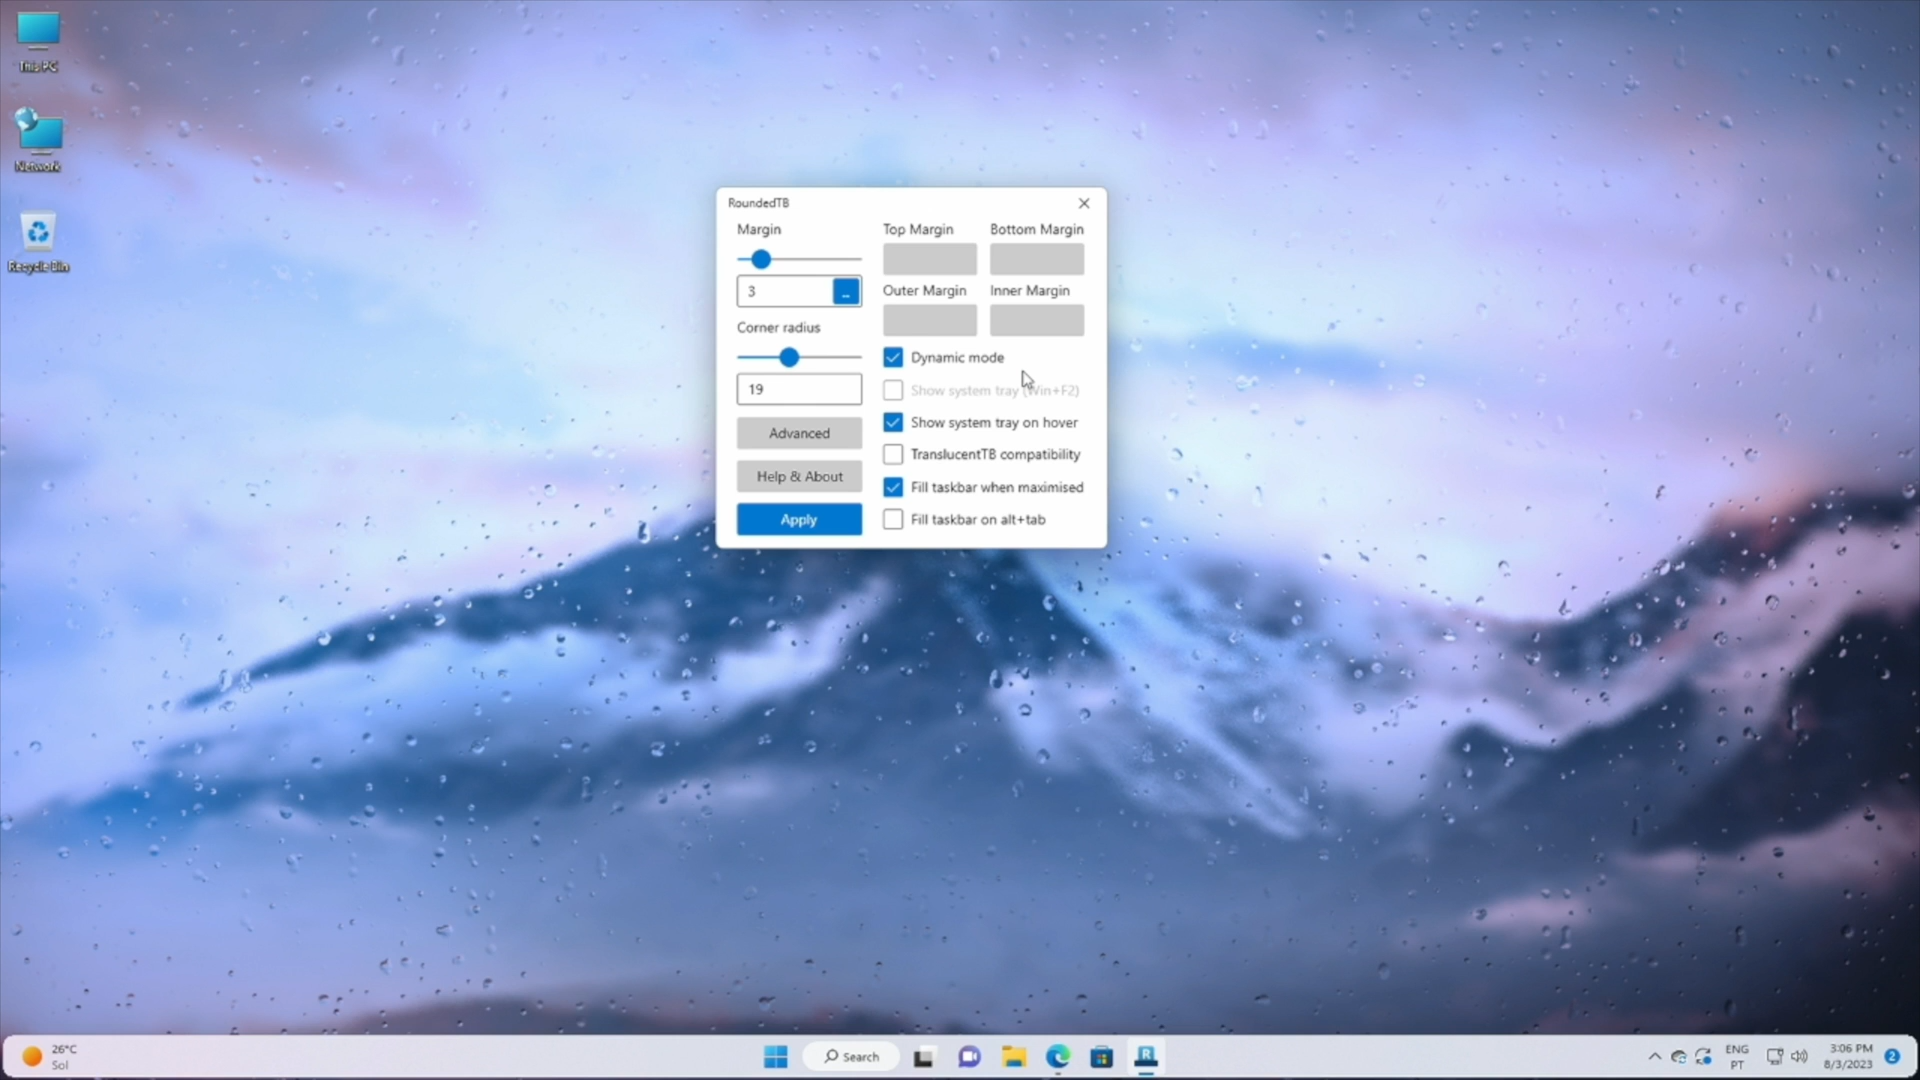 This PC
Network
Recycle Bin
RoundedTB
Margin
3
...
Corner radius
19
Advanced
Help & About
Apply
Top Margin
Bottom Margin
Outer Margin
Inner Margin
Dynamic mode
Show system tray (Win+F2)
Show system tray on hover
TranslucentTB compatibility
Fill taskbar when maximised
Fill taskbar on alt+tab
26°C
Sol
Search
R
ENG
PT
3:06 PM
8/3/2023
2